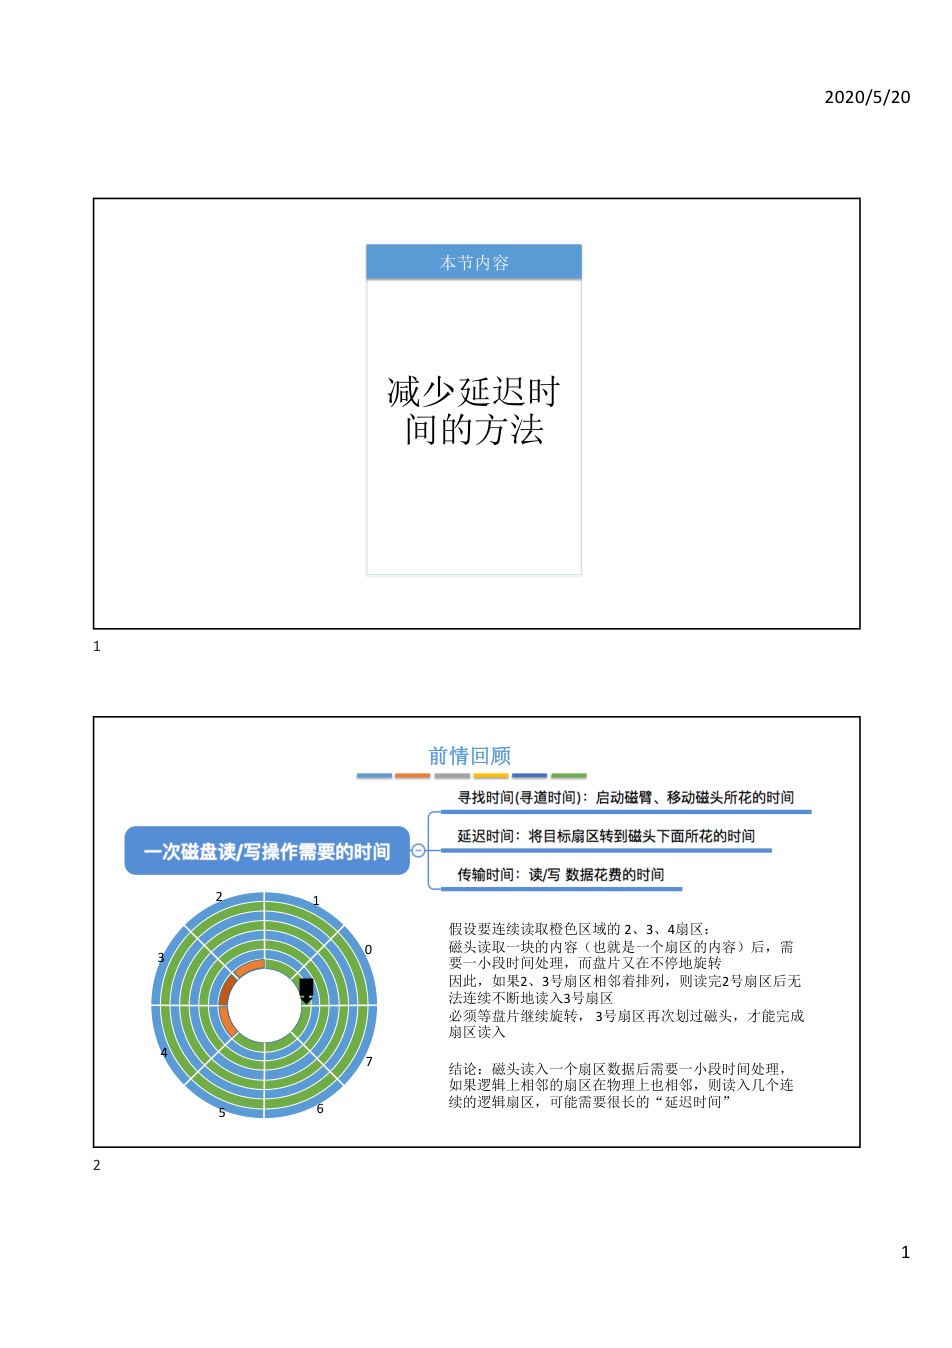 2020/5/20
本节内容
减少延迟时
间的方法
1
前情回顾
寻找时间(寻道时间)：启动磁臂、移动磁头所花的时间
一次磁盘读/写操作需要的时间
延迟时间：将目标扇区转到磁头下面所花的时间
传输时间：读/写 数据花费的时间
2
1
3
0
4
7
5
6
假设要连续读取橙色区域的 2、3、4扇区：
磁头读取一块的内容（也就是一个扇区的内容）后，需
要一小段时间处理，而盘片又在不停地旋转
因此，如果2、3号扇区相邻着排列，则读完2号扇区后无
法连续不断地读入3号扇区
必须等盘片继续旋转， 3号扇区再次划过磁头，才能完成
扇区读入
结论：磁头读入一个扇区数据后需要一小段时间处理，
如果逻辑上相邻的扇区在物理上也相邻，则读入几个连
续的逻辑扇区，可能需要很长的“延迟时间”
2
1